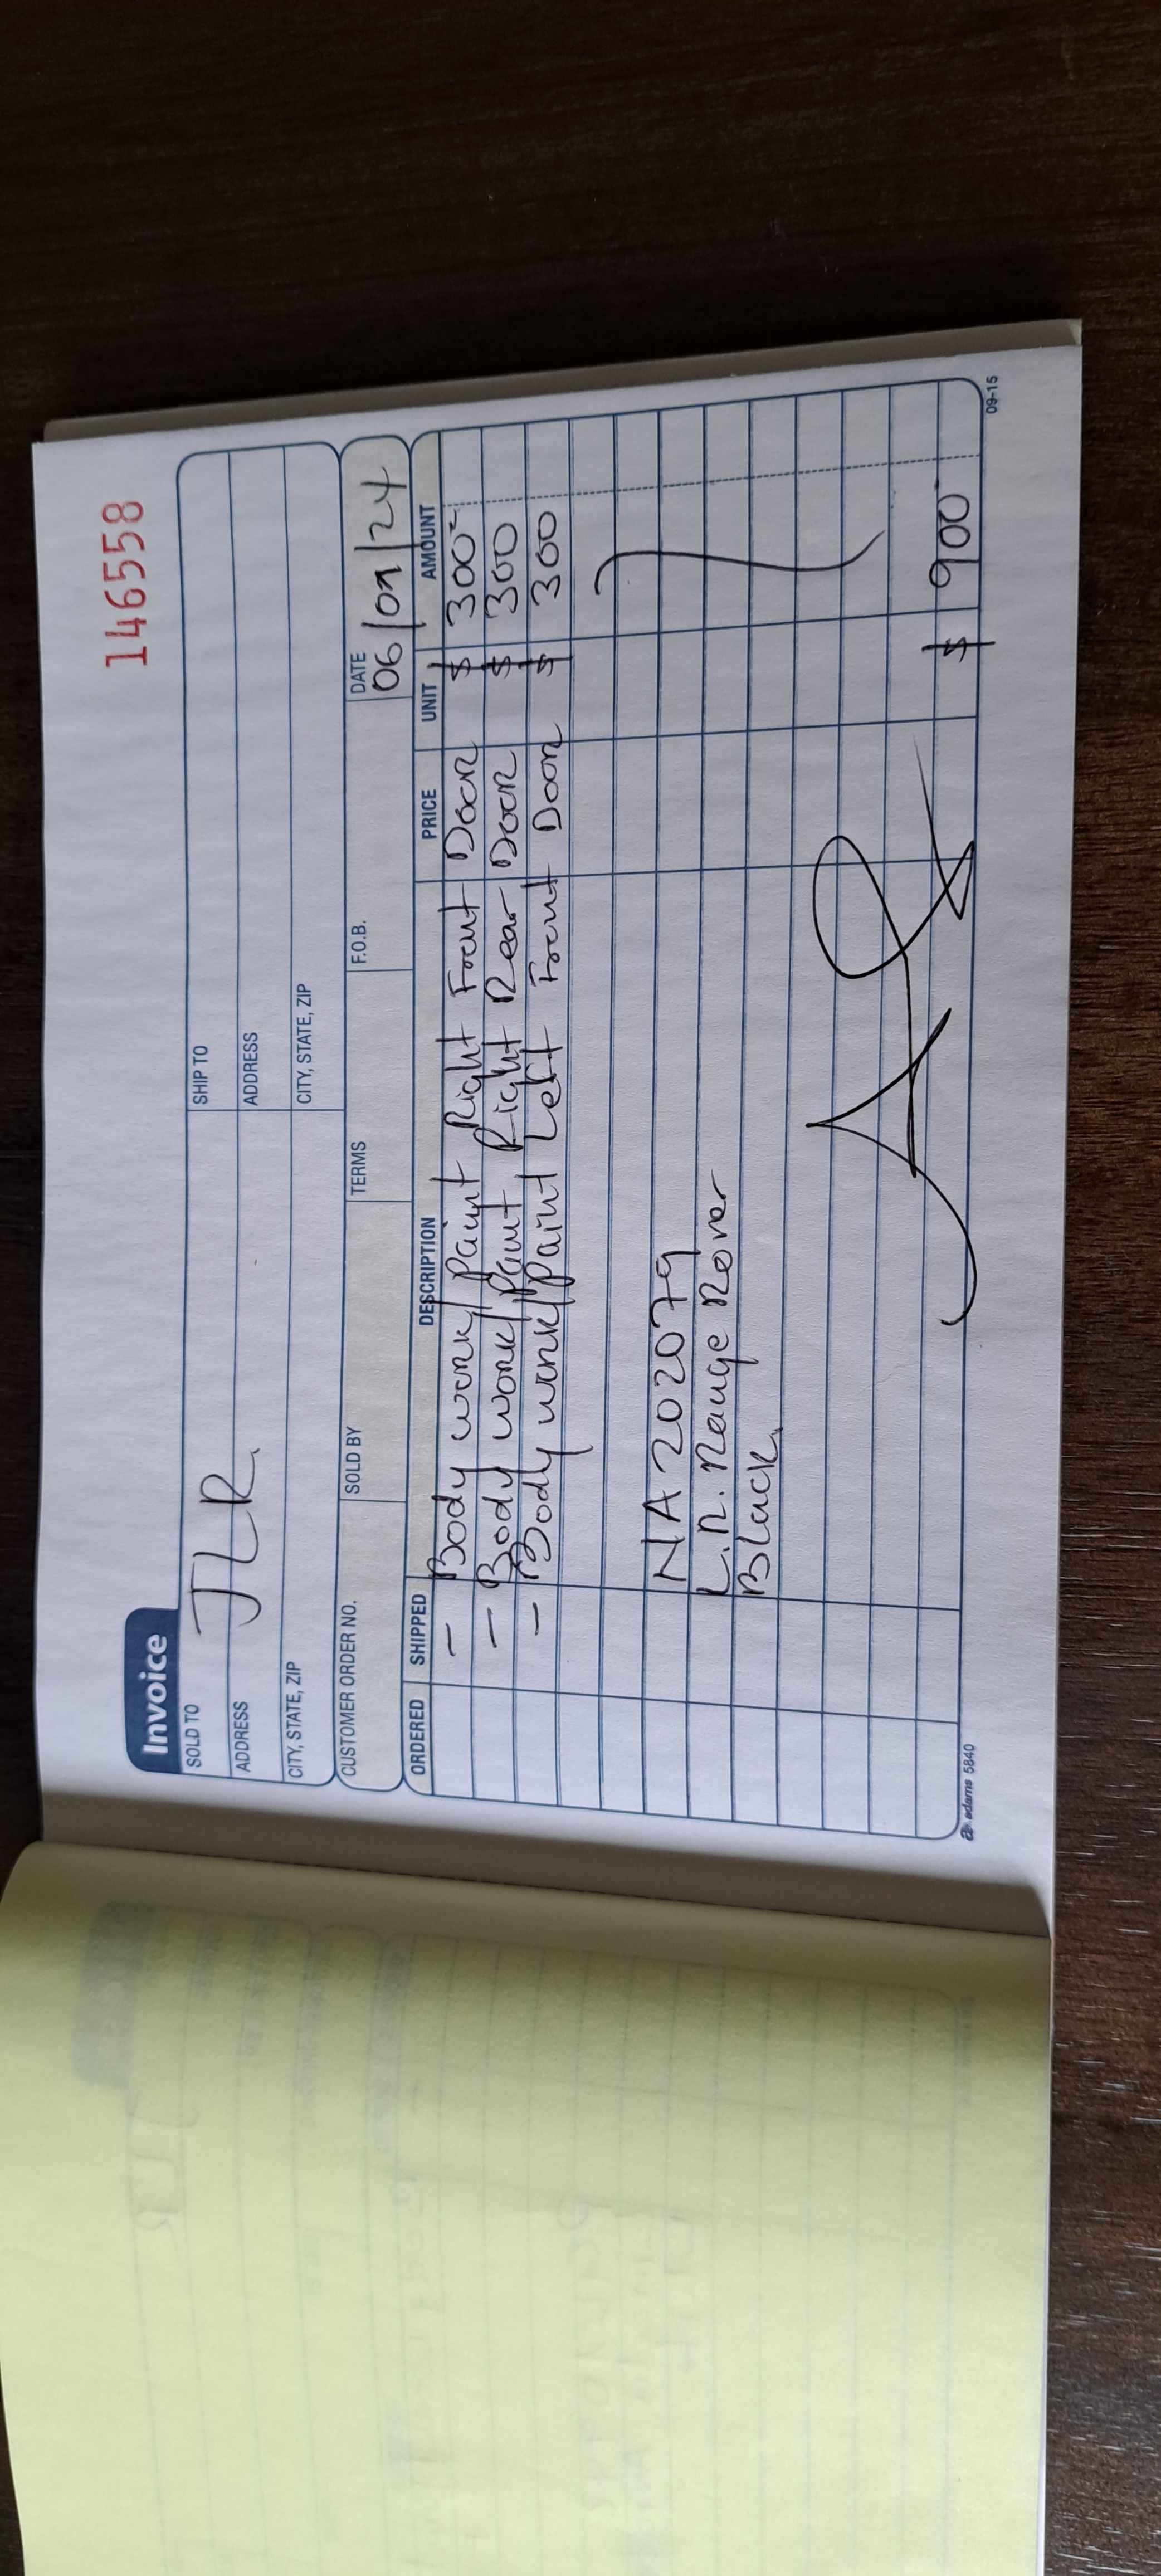 146558
Invoice
SOLD TO JLR.
SHIP TO
ADDRESS
ADDRESS
CITY, STATE, ZIP
CITY, STATE, ZIP
CUSTOMER ORDER NO. SOLD BY TERMS F.O.B. DATE
06/09/24
ORDERED SHIPPED DESCRIPTION PRICE UNIT AMOUNT
- Body work/Paint Right Front Door $ 300-
- Body work/Paint Right Rear Door $ 300
- Body work/Paint Left Front Door $ 300
NA202079
L.R. Range Rover
Black.
$ 900-
adams 5840
09-15